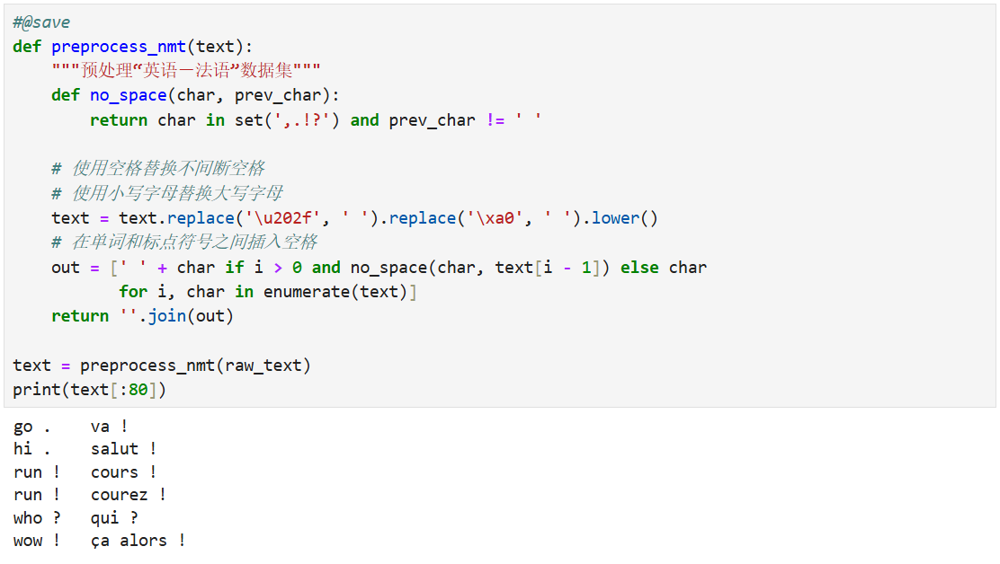 #@save
def preprocess_nmt(text):
    """预处理“英语－法语”数据集"""
    def no_space(char, prev_char):
        return char in set(',.!?') and prev_char != ' '

    # 使用空格替换不间断空格
    # 使用小写字母替换大写字母
    text = text.replace('\u202f', ' ').replace('\xa0', ' ').lower()
    # 在单词和标点符号之间插入空格
    out = [' ' + char if i > 0 and no_space(char, text[i - 1]) else char
           for i, char in enumerate(text)]
    return ''.join(out)

text = preprocess_nmt(raw_text)
print(text[:80])
go .	va !
hi .	salut !
run !	cours !
run !	courez !
who ?	qui ?
wow !	ça alors !